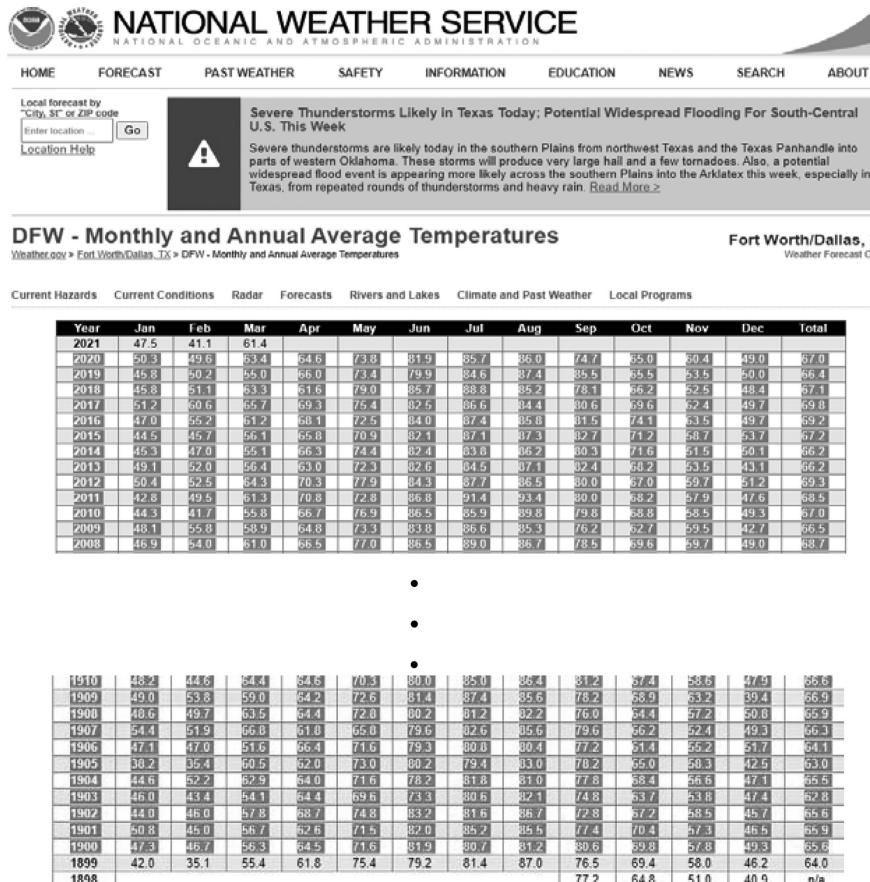 NATIONAL WEATHER SERVICE
NATIONAL OCEANIC AND ATMOSPHERIC ADMINISTRATION
HOME FORECAST PAST WEATHER SAFETY INFORMATION EDUCATION NEWS SEARCH ABOUT
Local forecast by
"City, St" or ZIP code
Enter location ... Go
Location Help
Severe Thunderstorms Likely in Texas Today; Potential Widespread Flooding For South-Central
U.S. This Week
Severe thunderstorms are likely today in the southern Plains from northwest Texas and the Texas Panhandle into
parts of western Oklahoma. These storms will produce very large hail and a few tornadoes. Also, a potential
widespread flood event is appearing more likely across the southern Plains into the Arklatex this week, especially in
Texas, from repeated rounds of thunderstorms and heavy rain. Read More >
DFW - Monthly and Annual Average Temperatures
Fort Worth/Dallas,
Weather.gov > Fort Worth/Dallas, TX > DFW - Monthly and Annual Average Temperatures
Weather Forecast
Current Hazards Current Conditions Radar Forecasts Rivers and Lakes Climate and Past Weather Local Programs
Year Jan Feb Mar Apr May Jun Jul Aug Sep Oct Nov Dec Total
2021 47.5 41.1 61.4
2020 50.3 49.6 63.4 64.6 73.8 81.9 85.7 86.0 74.7 65.0 60.4 49.0 67.0
2019 45.8 50.2 55.0 66.0 73.4 79.9 84.6 87.4 85.5 65.5 53.5 50.0 66.4
2018 45.8 51.1 63.3 61.6 79.0 85.7 88.8 85.2 78.1 66.2 52.5 48.4 67.1
2017 51.2 60.6 65.7 69.3 75.4 82.5 86.6 84.4 80.6 69.6 62.4 49.7 69.8
2016 47.0 55.2 61.2 68.1 72.5 84.0 87.4 85.8 81.5 74.1 63.5 49.7 69.2
2015 44.5 45.7 56.1 65.8 70.9 82.1 87.1 87.3 82.7 71.2 58.7 53.7 67.2
2014 45.3 47.0 55.1 66.3 74.4 82.4 83.8 86.2 80.3 71.6 51.5 50.1 66.2
2013 49.1 52.0 56.4 63.0 72.3 82.6 84.5 87.1 82.4 68.2 53.5 43.1 66.2
2012 50.4 52.5 64.3 70.3 77.9 84.3 87.7 86.5 80.0 67.0 59.7 51.2 69.3
2011 42.8 49.5 61.3 70.8 72.8 86.8 91.4 93.4 80.0 68.2 57.9 47.6 68.5
2010 44.3 41.7 55.8 66.7 76.9 86.5 85.9 89.8 79.8 68.8 58.5 49.3 67.0
2009 48.1 55.8 58.9 64.8 73.3 83.8 86.6 85.3 76.2 62.7 59.5 42.7 66.5
2008 46.9 54.0 61.0 66.5 77.0 86.5 89.0 86.7 78.5 69.6 59.7 49.0 68.7
1910 48.2 44.6 64.4 64.6 70.3 80.0 85.0 86.4 81.2 67.4 58.6 47.9 66.6
1909 49.0 53.8 59.0 64.2 72.6 81.4 87.4 85.6 78.2 68.9 63.2 39.4 66.9
1908 48.6 49.7 63.5 64.4 72.8 80.2 81.2 82.2 76.0 64.4 57.2 50.8 65.9
1907 54.4 51.9 66.8 61.8 65.8 79.6 82.6 85.6 79.6 66.2 52.4 49.3 66.3
1906 47.1 47.0 51.6 66.4 71.6 79.3 80.8 80.4 77.2 61.4 55.2 51.7 64.1
1905 38.2 35.4 60.5 62.0 73.0 80.2 79.4 83.0 78.2 65.0 58.3 42.5 63.0
1904 44.6 52.2 62.9 64.0 71.6 78.2 81.8 81.0 77.8 68.4 56.6 47.1 65.5
1903 46.0 43.4 54.1 64.4 69.6 73.3 80.6 82.1 74.8 63.7 53.8 47.4 62.8
1902 44.0 46.0 57.8 68.7 74.8 83.2 81.6 86.7 72.8 67.2 58.5 45.7 65.6
1901 50.8 45.0 56.7 62.6 71.5 82.0 85.2 85.5 77.4 70.4 57.3 46.5 65.9
1900 47.3 46.7 56.3 64.5 71.6 81.9 80.7 81.2 80.6 69.8 57.8 49.3 65.6
1899 42.0 35.1 55.4 61.8 75.4 79.2 81.4 87.0 76.5 69.4 58.0 46.2 64.0
1898 77.2 64.8 51.0 40.9 n/a